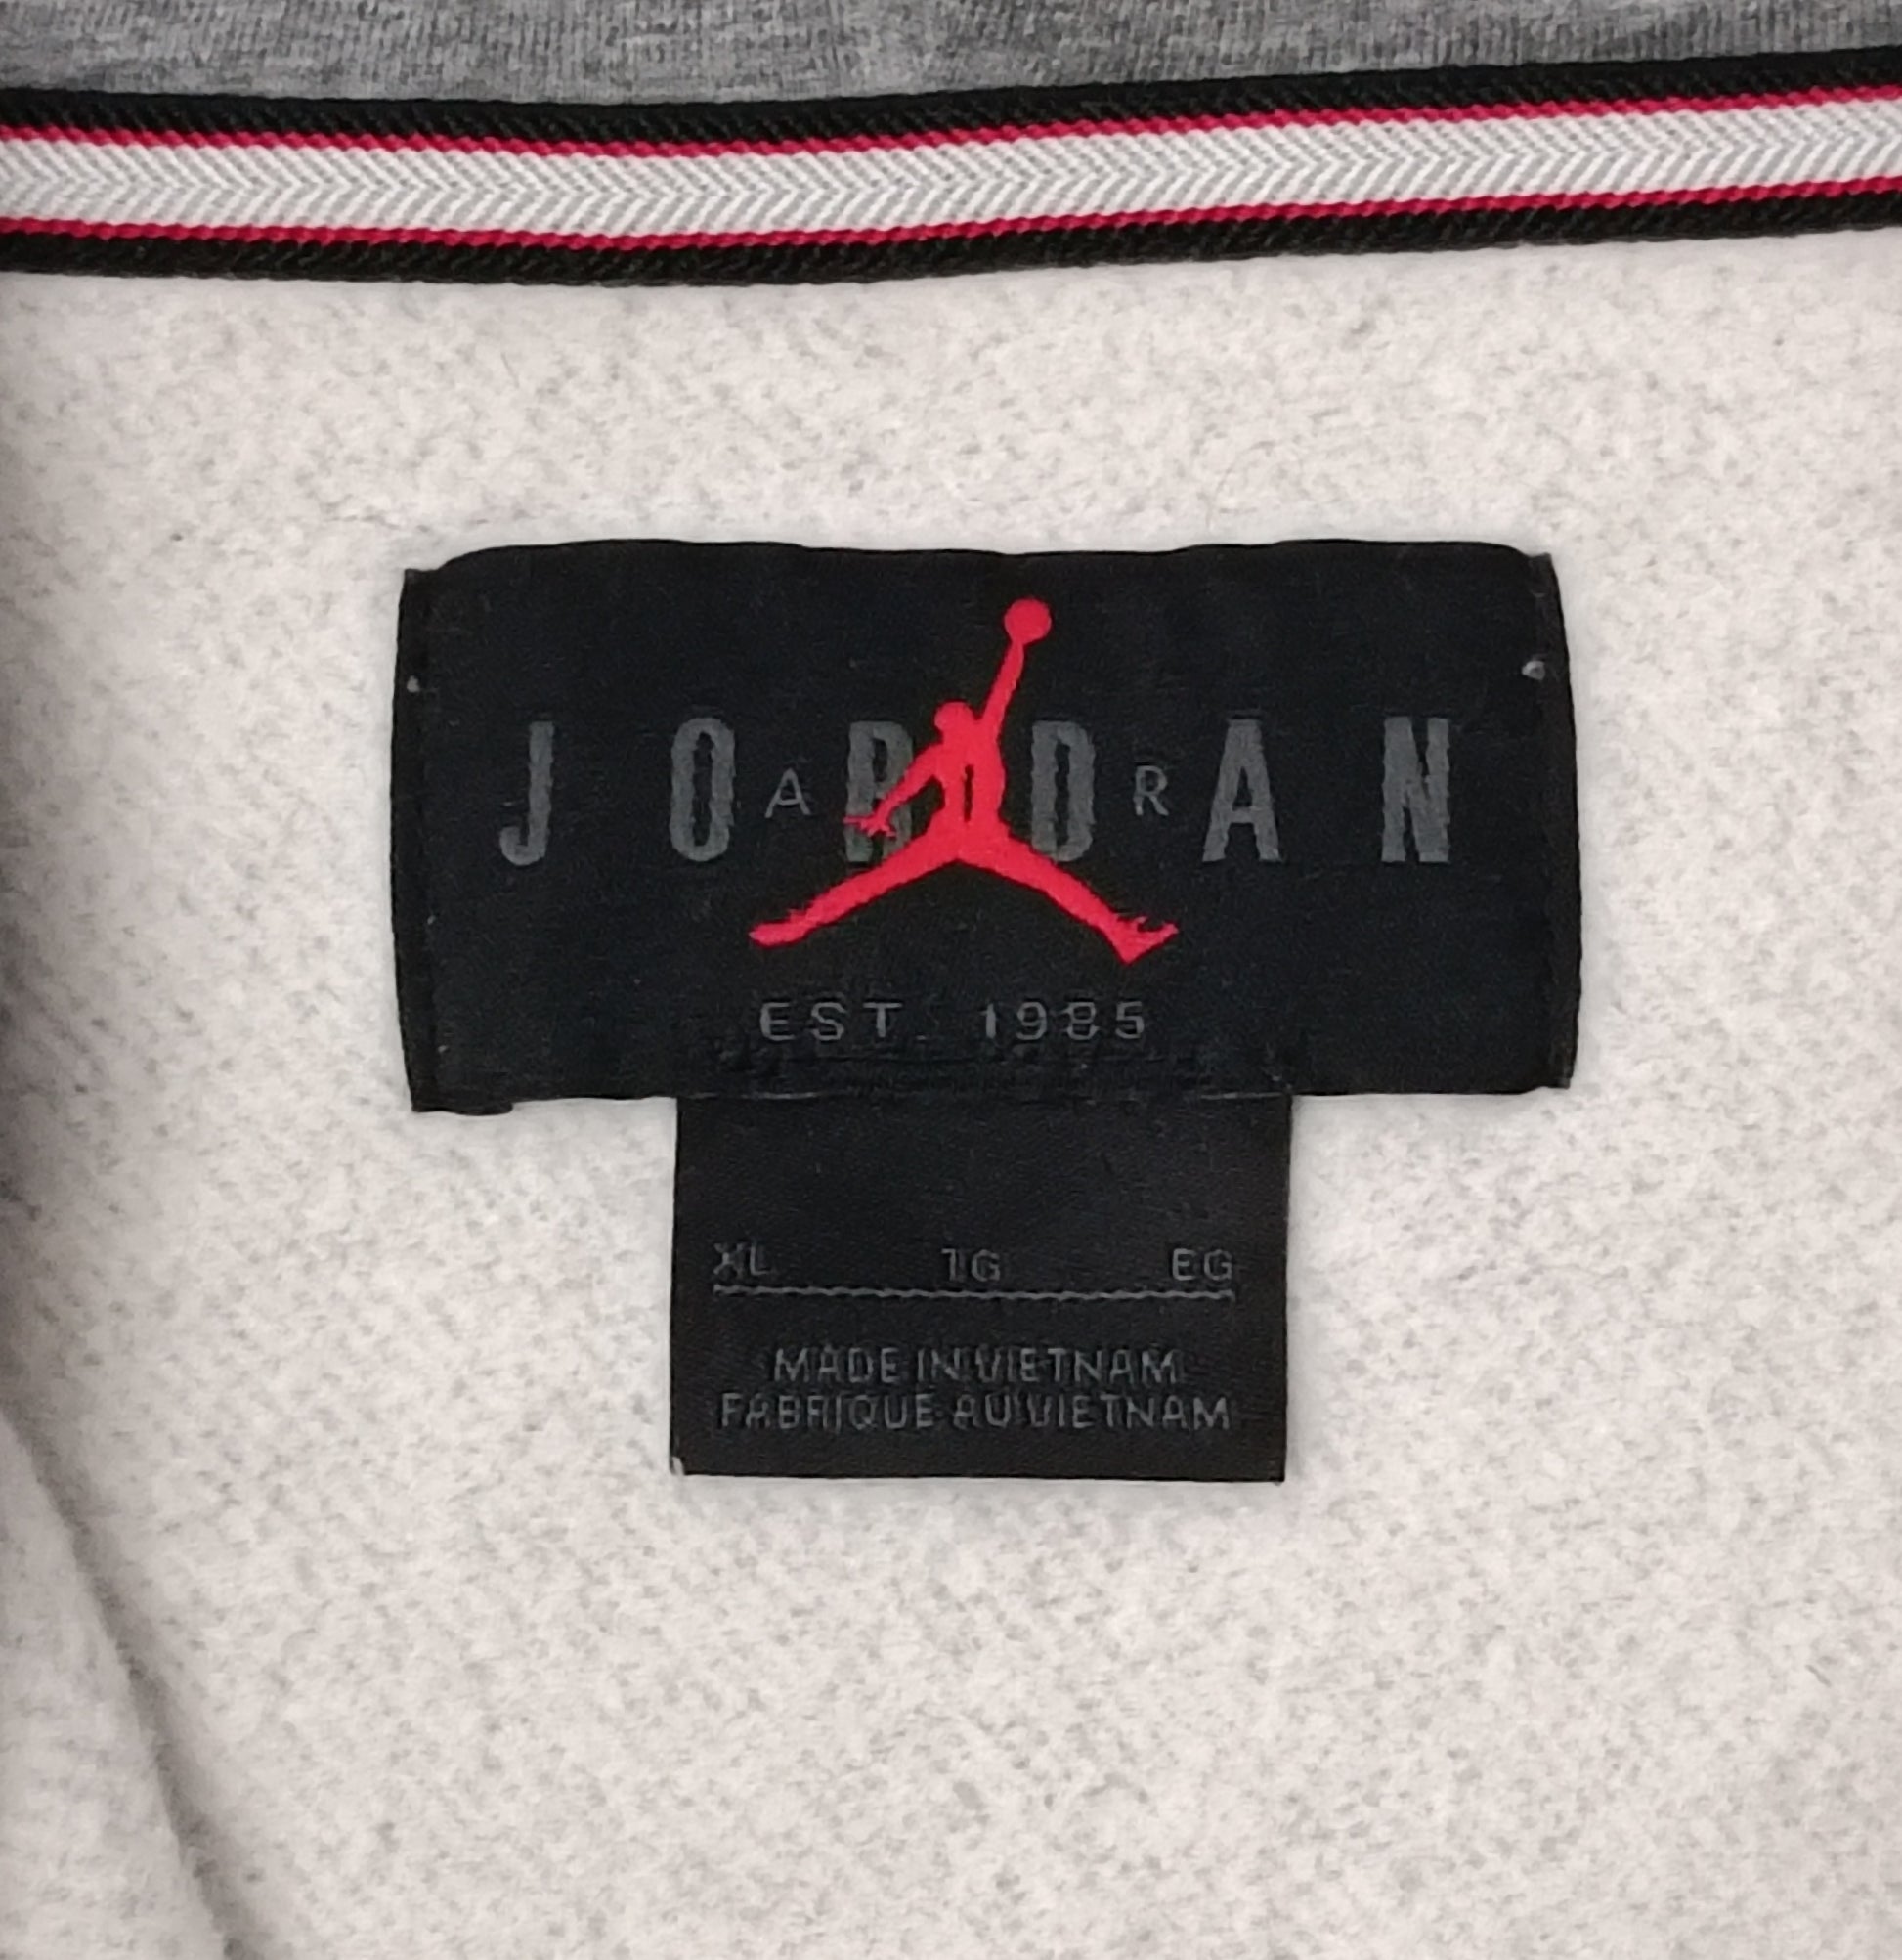 JORDAN
AIR
EST. 1985
XL TG EG
MADE IN VIETNAM
FABRIQUE AU VIETNAM